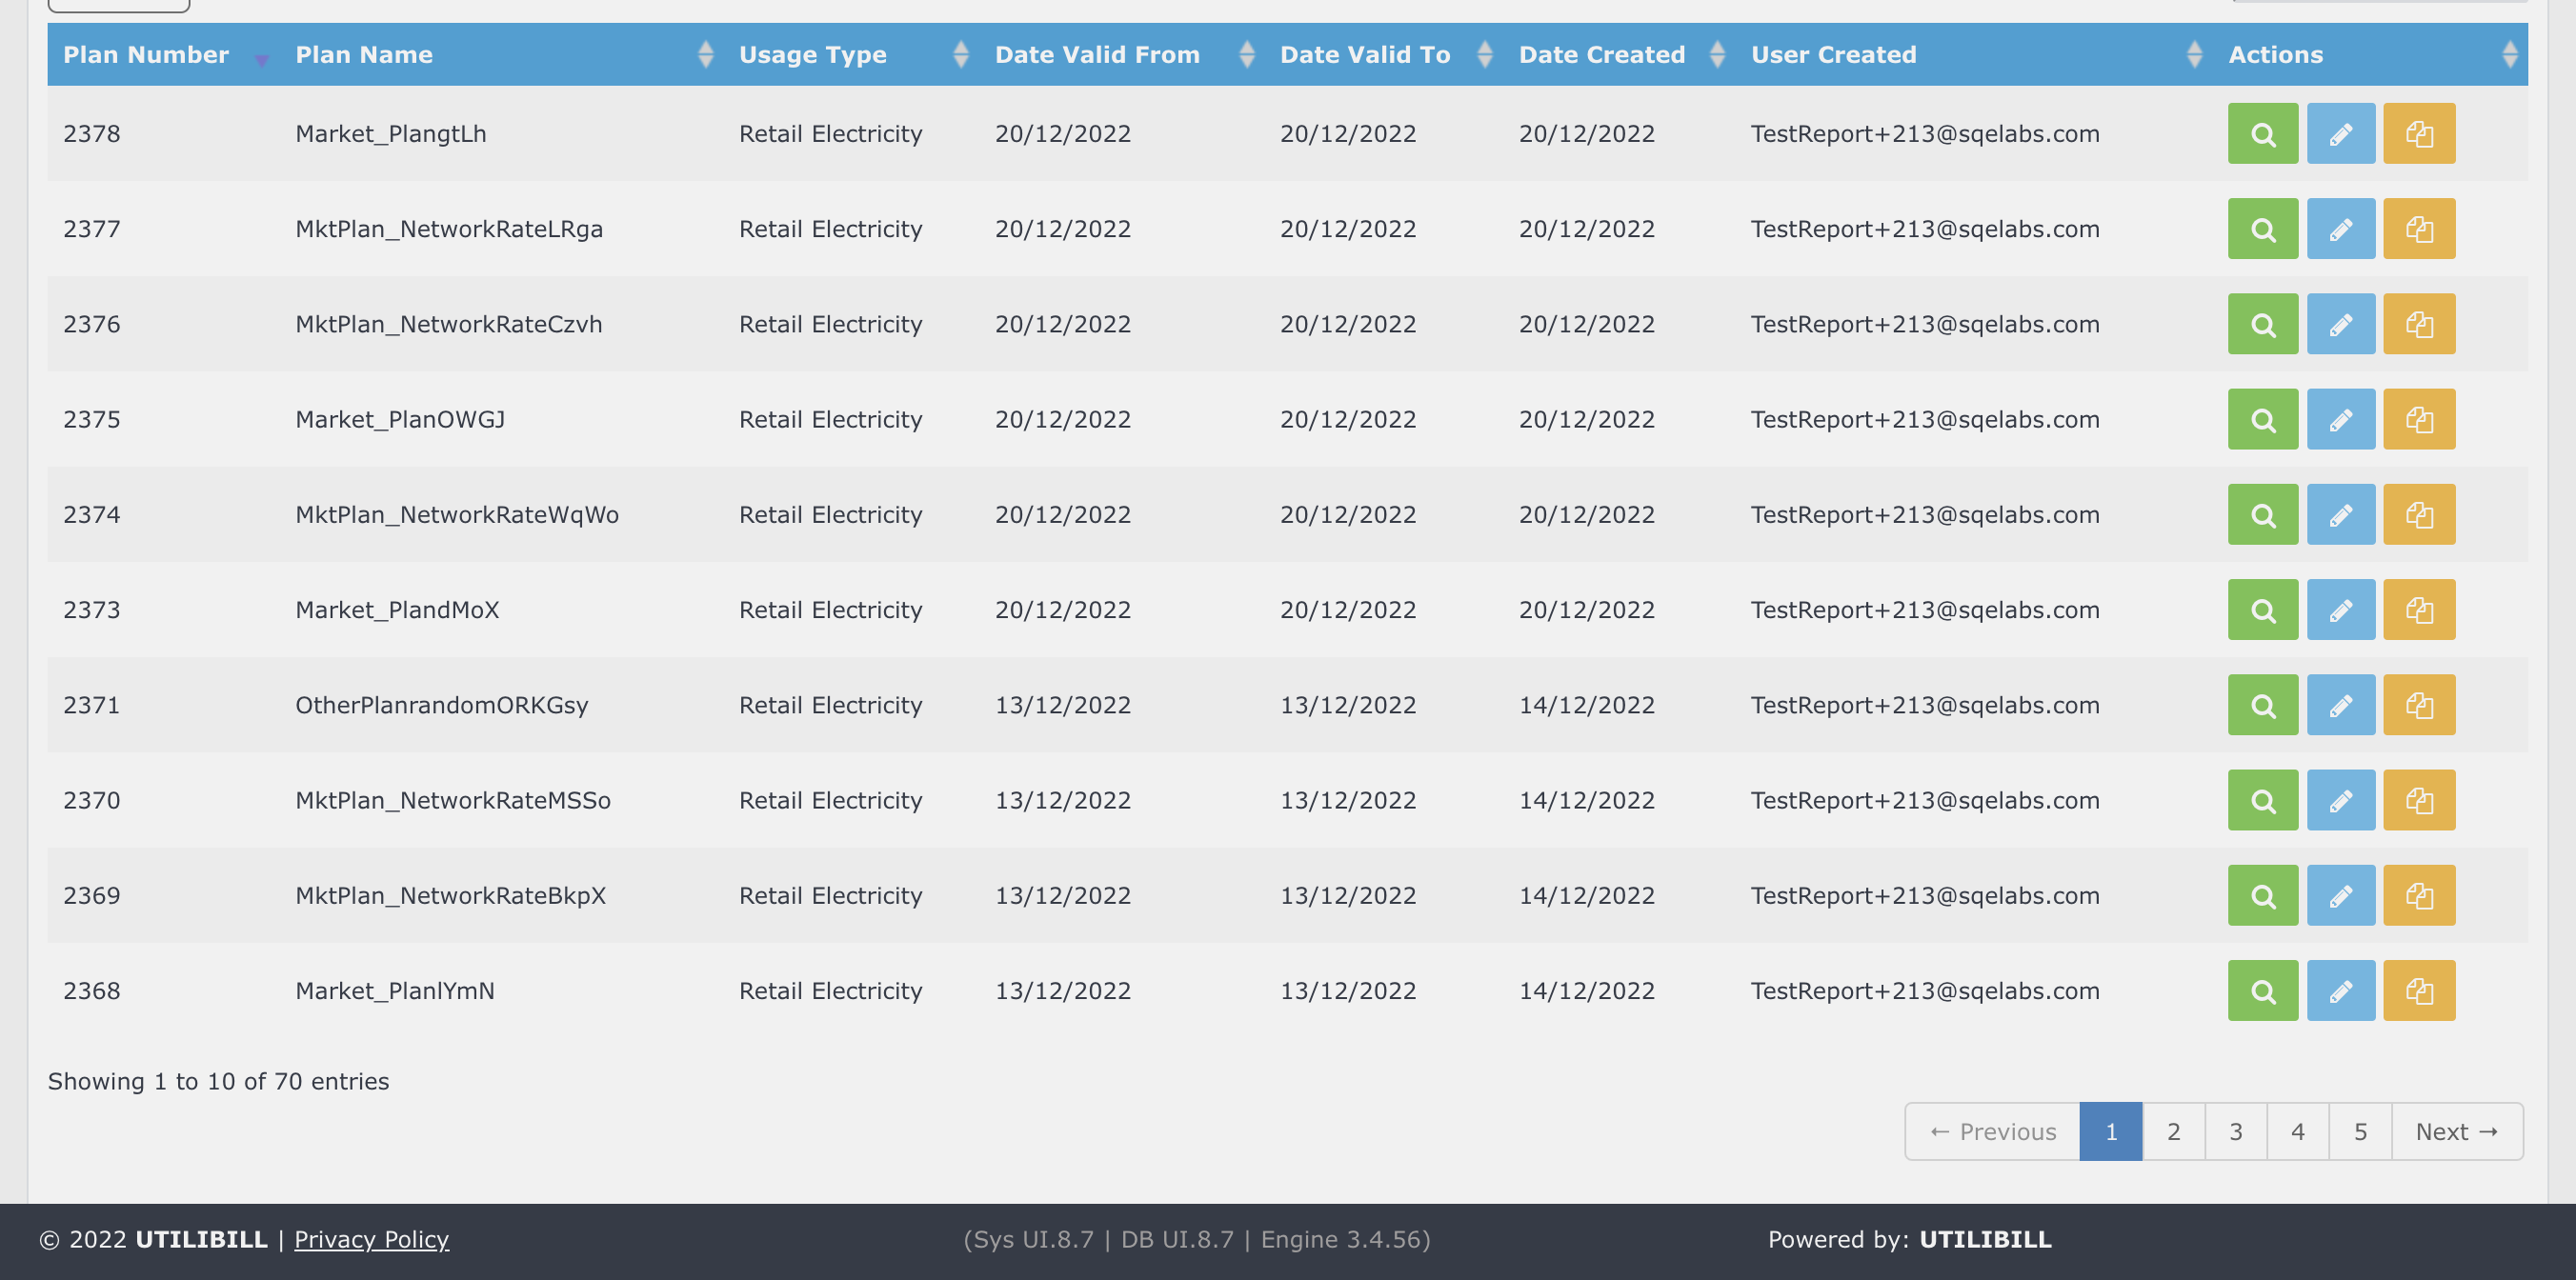 Plan Number Plan Name Usage Type Date Valid From Date Valid To Date Created User Created Actions
2378 Market_PlangtLh Retail Electricity 20/12/2022 20/12/2022 20/12/2022 TestReport+213@sqelabs.com
2377 MktPlan_NetworkRateLRga Retail Electricity 20/12/2022 20/12/2022 20/12/2022 TestReport+213@sqelabs.com
2376 MktPlan_NetworkRateCzvh Retail Electricity 20/12/2022 20/12/2022 20/12/2022 TestReport+213@sqelabs.com
2375 Market_PlanOWGJ Retail Electricity 20/12/2022 20/12/2022 20/12/2022 TestReport+213@sqelabs.com
2374 MktPlan_NetworkRateWqWo Retail Electricity 20/12/2022 20/12/2022 20/12/2022 TestReport+213@sqelabs.com
2373 Market_PlandMoX Retail Electricity 20/12/2022 20/12/2022 20/12/2022 TestReport+213@sqelabs.com
2371 OtherPlanrandomORKGsy Retail Electricity 13/12/2022 13/12/2022 14/12/2022 TestReport+213@sqelabs.com
2370 MktPlan_NetworkRateMSSo Retail Electricity 13/12/2022 13/12/2022 14/12/2022 TestReport+213@sqelabs.com
2369 MktPlan_NetworkRateBkpX Retail Electricity 13/12/2022 13/12/2022 14/12/2022 TestReport+213@sqelabs.com
2368 Market_PlanlYmN Retail Electricity 13/12/2022 13/12/2022 14/12/2022 TestReport+213@sqelabs.com
Showing 1 to 10 of 70 entries
← Previous 1 2 3 4 5 Next →
© 2022 UTILIBILL | Privacy Policy (Sys UI.8.7 | DB UI.8.7 | Engine 3.4.56) Powered by: UTILIBILL